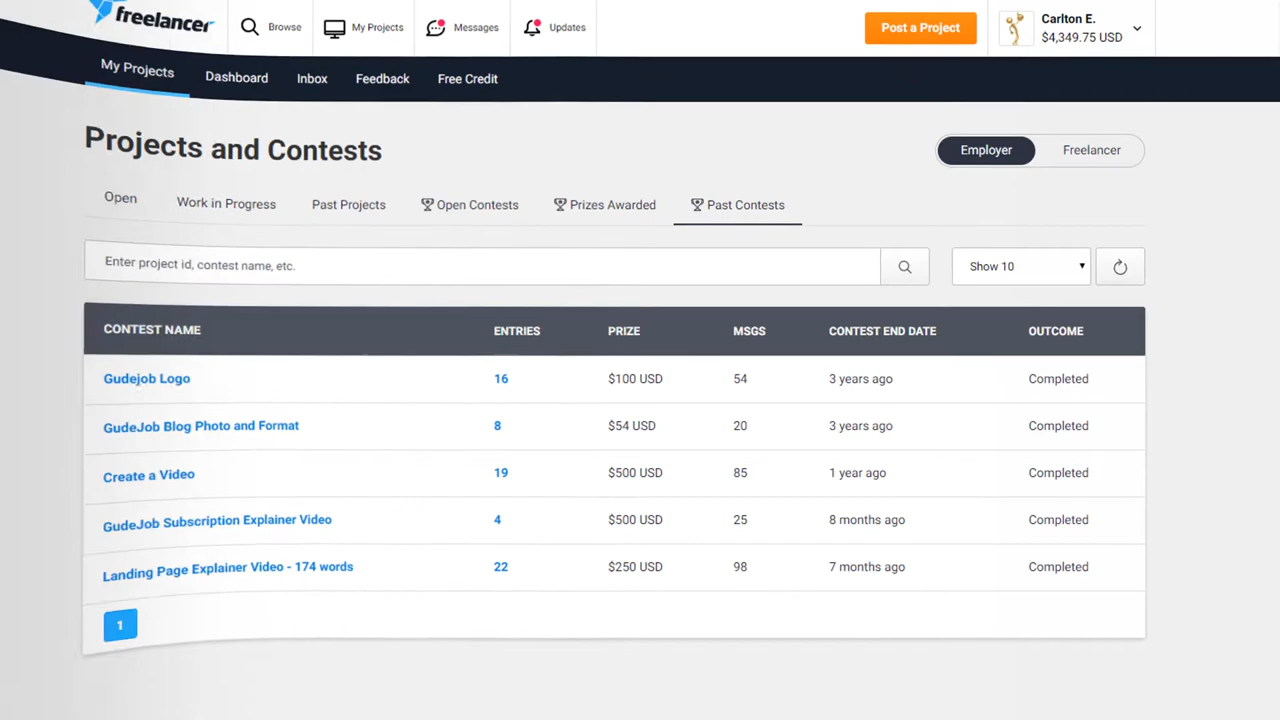 freelancer
Browse
My Projects
Messages
Updates
Post a Project
Carlton E.
$4,349.75 USD
My Projects Dashboard Inbox Feedback Free Credit
Projects and Contests
Employer Freelancer
Open Work in Progress Past Projects Open Contests Prizes Awarded Past Contests
Enter project id, contest name, etc.
Show 10
CONTEST NAME ENTRIES PRIZE MSGS CONTEST END DATE OUTCOME
Gudejob Logo 16 $100 USD 54 3 years ago Completed
GudeJob Blog Photo and Format 8 $54 USD 20 3 years ago Completed
Create a Video 19 $500 USD 85 1 year ago Completed
GudeJob Subscription Explainer Video 4 $500 USD 25 8 months ago Completed
Landing Page Explainer Video - 174 words 22 $250 USD 98 7 months ago Completed
1